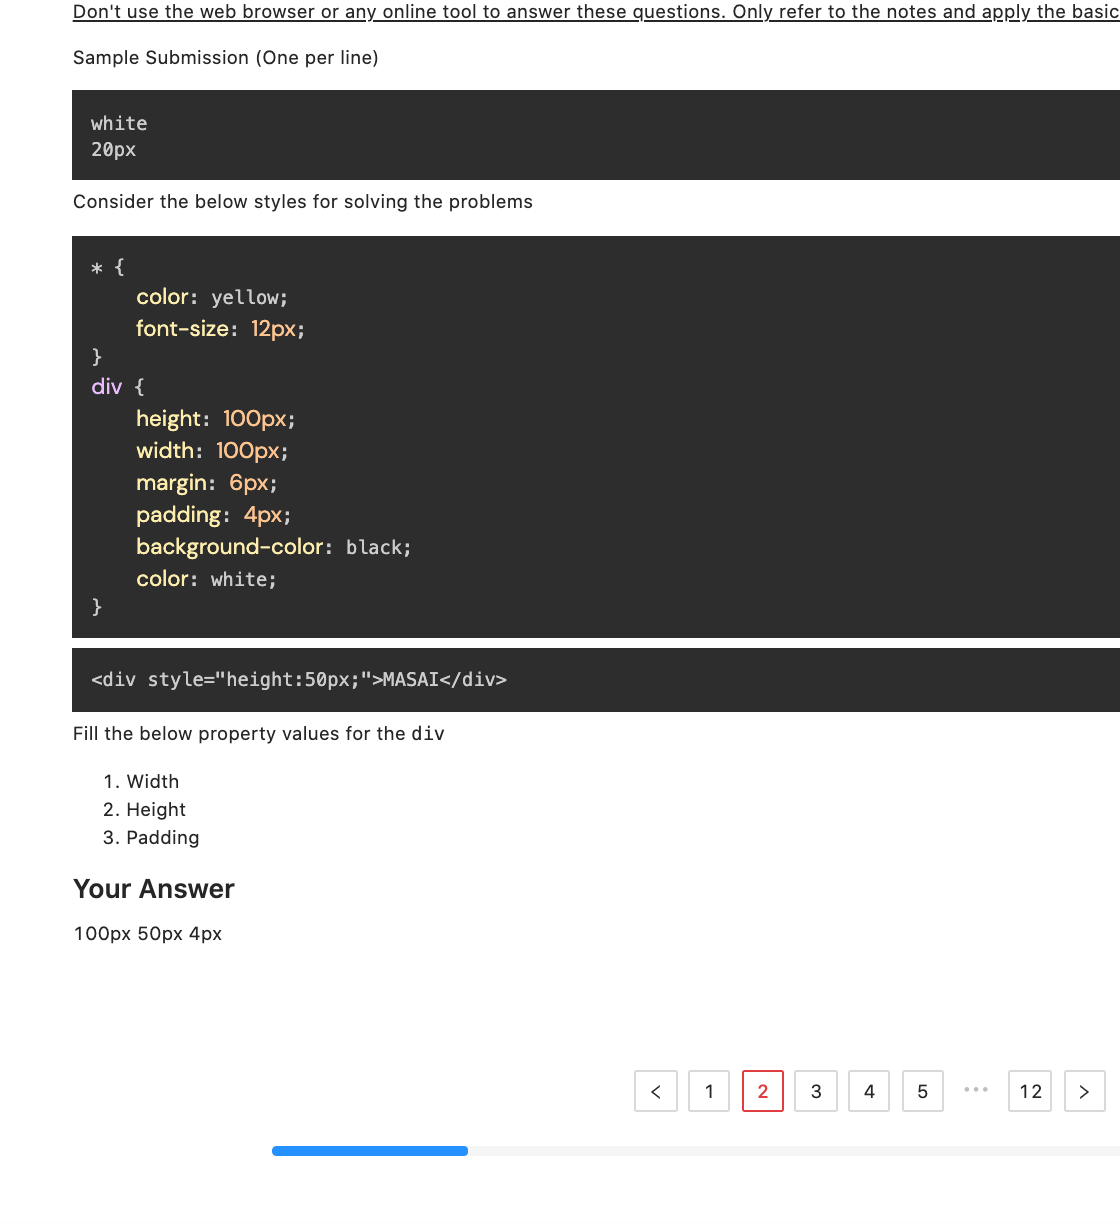 Don't use the web browser or any online tool to answer these questions. Only refer to the notes and apply the basic
Sample Submission (One per line)
white
20px
Consider the below styles for solving the problems
* {
    color: yellow;
    font-size: 12px;
}
div {
    height: 100px;
    width: 100px;
    margin: 6px;
    padding: 4px;
    background-color: black;
    color: white;
}
<div style="height:50px;">MASAI</div>
Fill the below property values for the div
1. Width
2. Height
3. Padding
Your Answer
100px 50px 4px
< 1 2 3 4 5 ••• 12 >